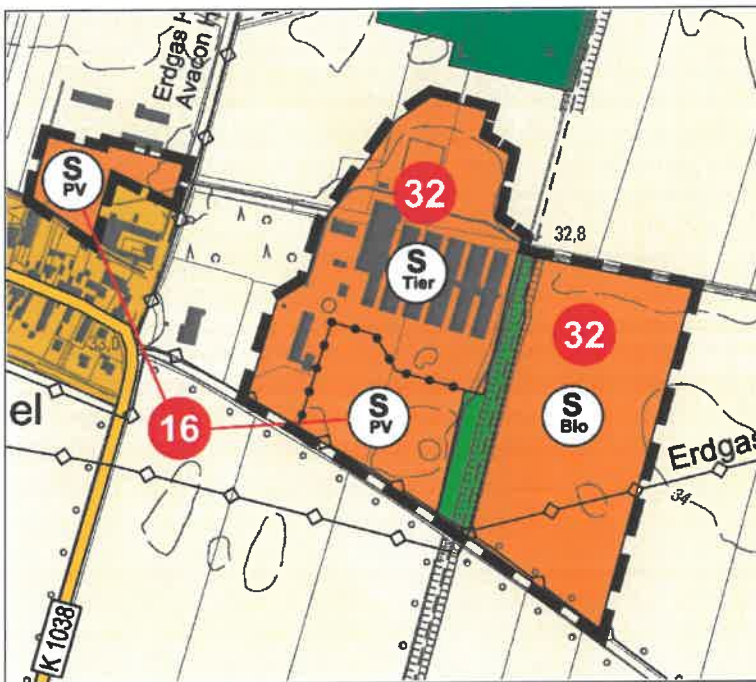 Erdgas H
Avacon H
S
PV
32
S
Tier
32,8
32
16
S
PV
S
Bio
el
Erdgas
34
K 1038